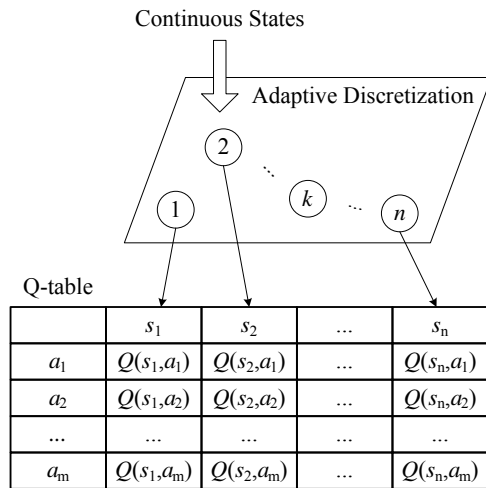 Continuous States
Adaptive Discretization
2
...
k
...
1
n
Q-table
s1 s2 ... sn
a1 Q(s1,a1) Q(s2,a1) ... Q(sn,a1)
a2 Q(s1,a2) Q(s2,a2) ... Q(sn,a2)
... ... ... ... ...
am Q(s1,am) Q(s2,am) ... Q(sn,am)